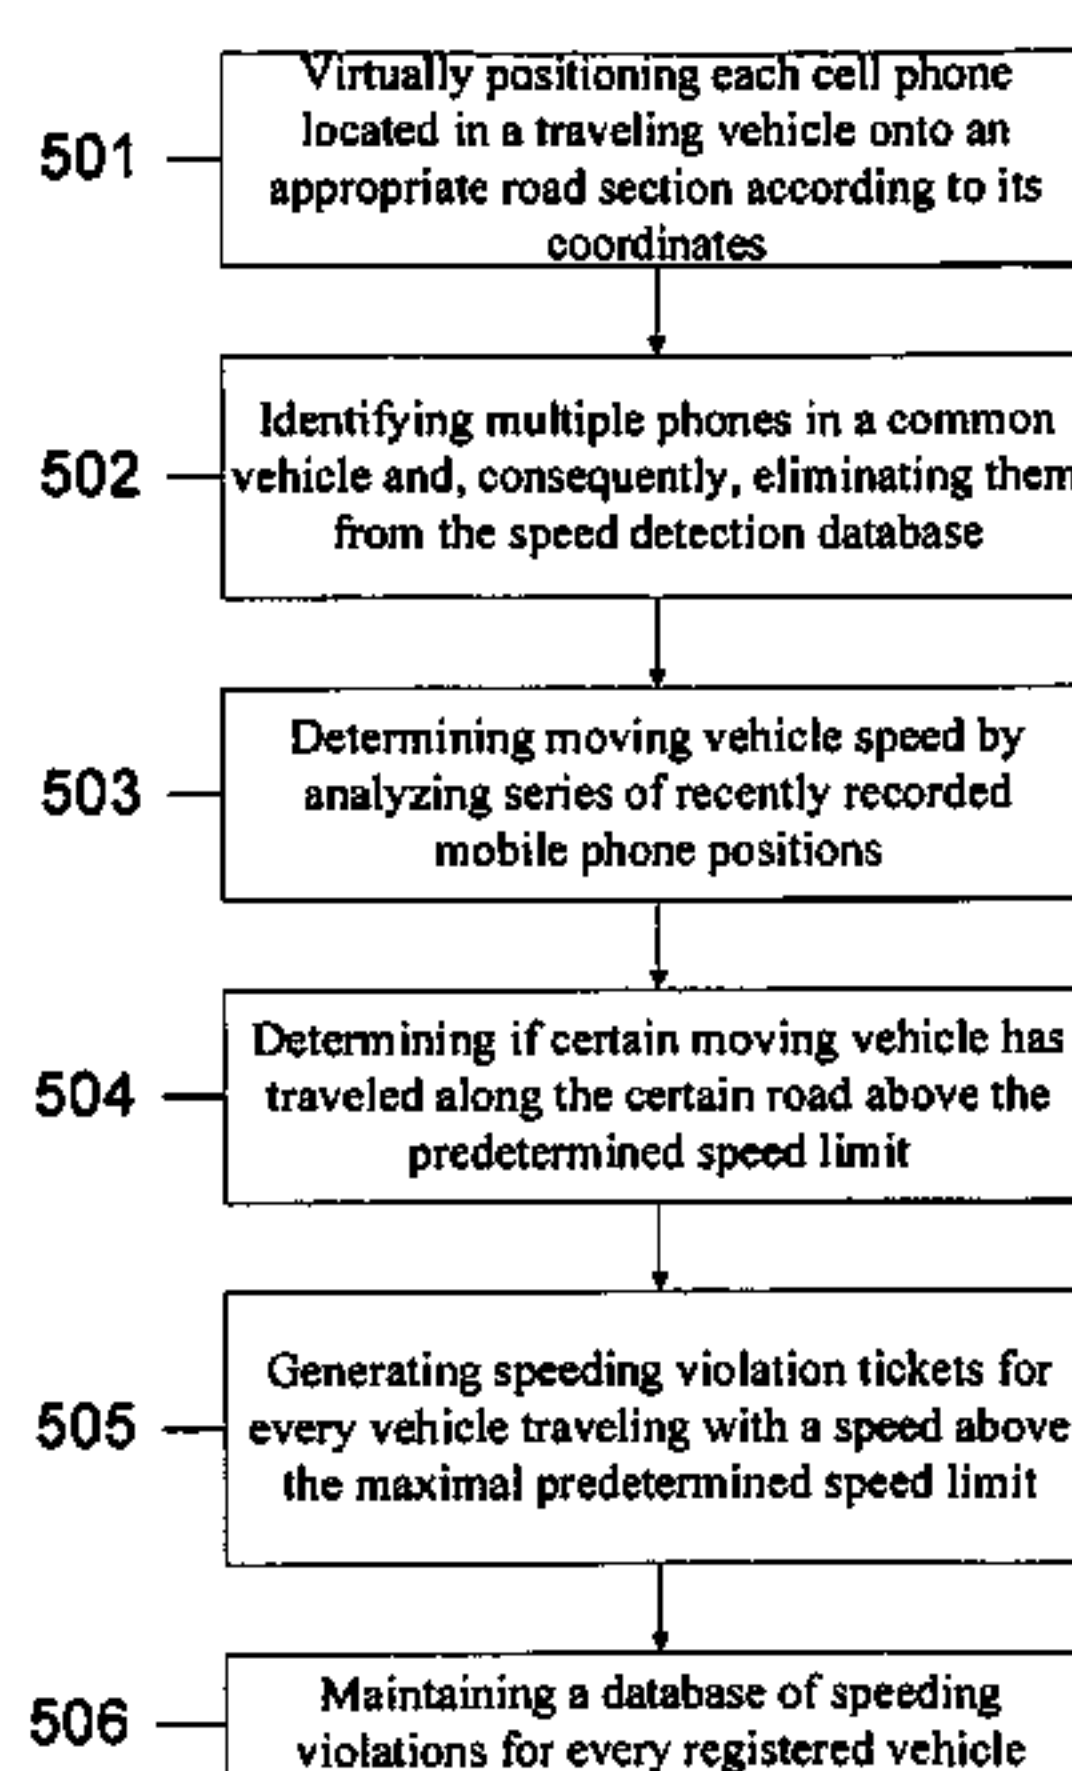 501
Virtually positioning each cell phone
located in a traveling vehicle onto an
appropriate road section according to its
coordinates
502
Identifying multiple phones in a common
vehicle and, consequently, eliminating them
from the speed detection database
503
Determining moving vehicle speed by
analyzing series of recently recorded
mobile phone positions
504
Determining if certain moving vehicle has
traveled along the certain road above the
predetermined speed limit
505
Generating speeding violation tickets for
every vehicle traveling with a speed above
the maximal predetermined speed limit
506
Maintaining a database of speeding
violations for every registered vehicle